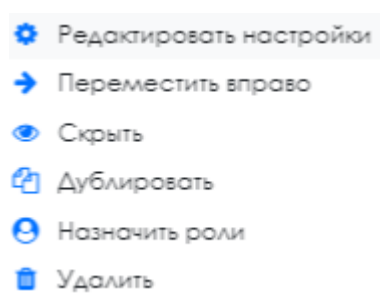 Редактировать настройки
Переместить вправо
Скрыть
Дублировать
Назначить роли
Удалить